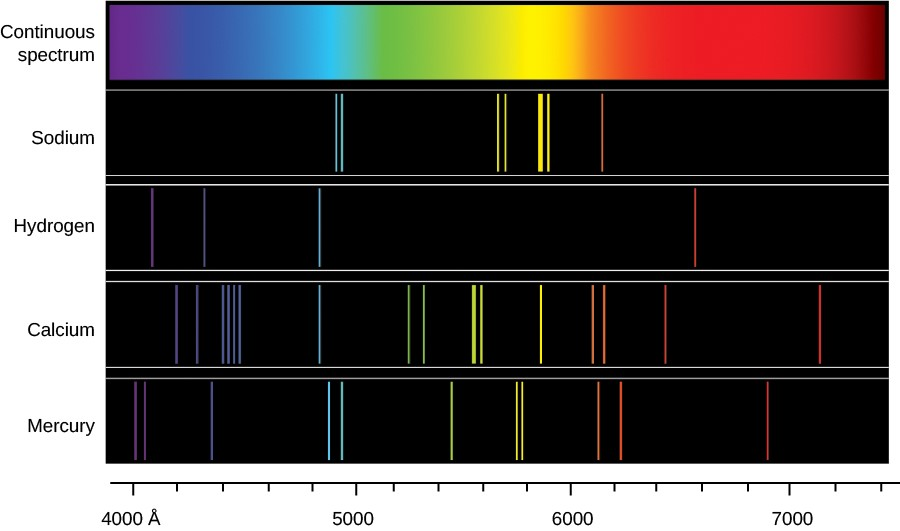 Continuous
spectrum
Sodium
Hydrogen
Calcium
Mercury
4000 Å 5000 6000 7000